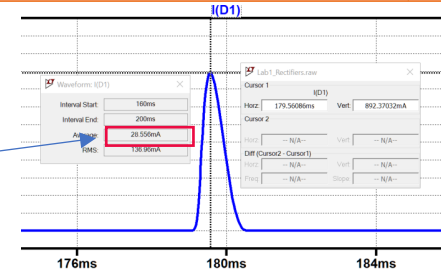 I(D1)
Waveform: I(D1)
Interval Start: 160ms
Interval End: 200ms
Average: 28.556mA
RMS: 136.96mA
Lab1_Rectifiers.raw
Cursor 1
I(D1)
Horz: 179.56086ms Vert: 892.37032mA
Cursor 2
Horz: -- N/A-- Vert: -- N/A--
Diff (Cursor2 - Cursor1)
Horz: -- N/A-- Vert: -- N/A--
Freq: -- N/A-- Slope: -- N/A--
176ms 180ms 184ms